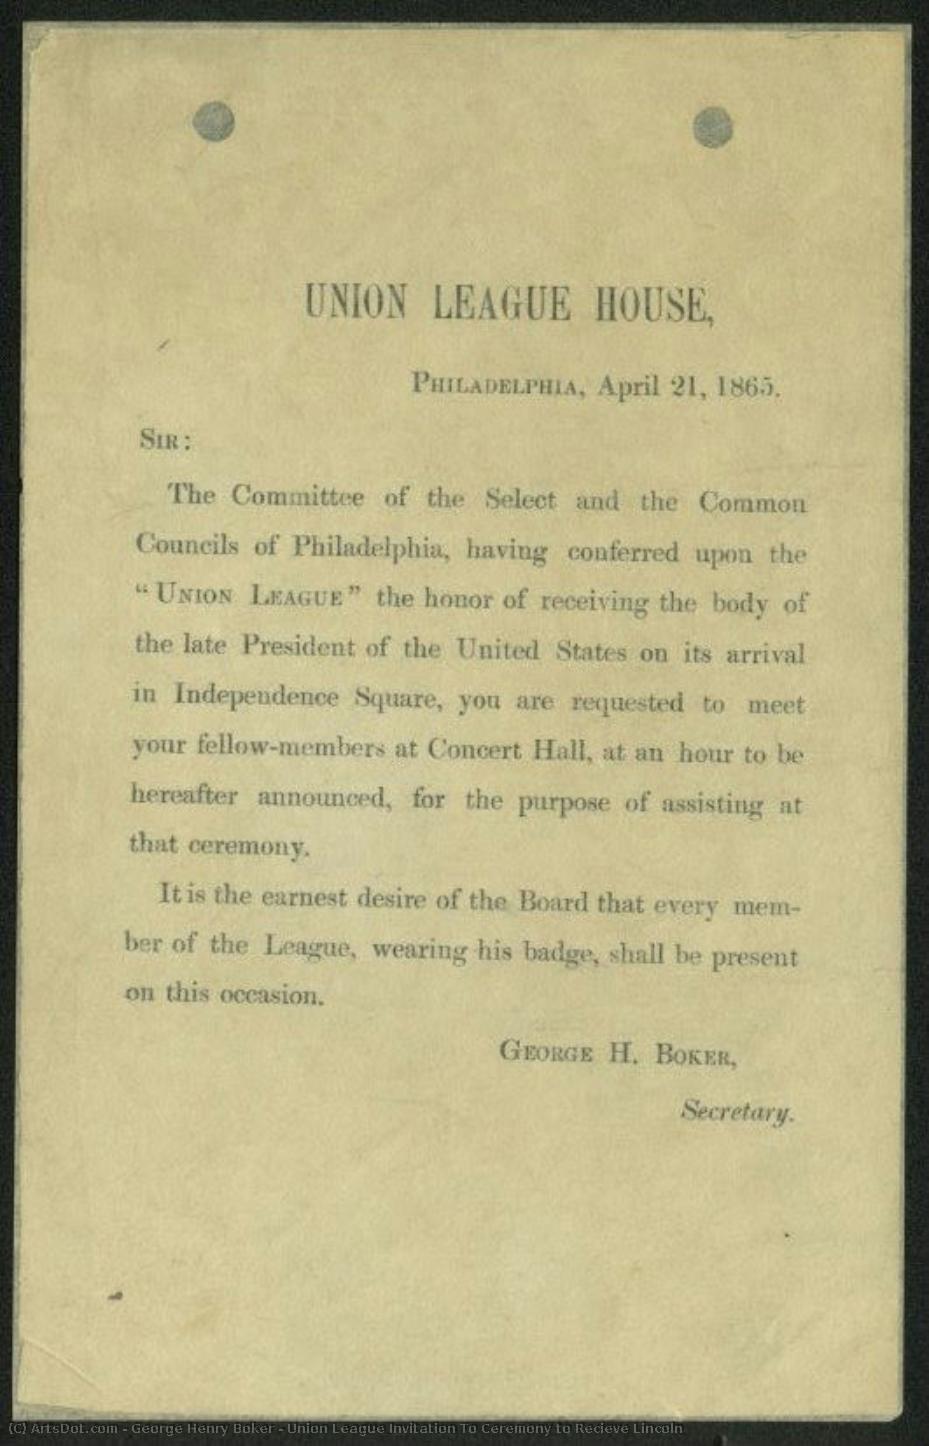 UNION LEAGUE HOUSE,
PHILADELPHIA, April 21, 1865.
SIR:
The Committee of the Select and the Common
Councils of Philadelphia, having conferred upon the
"UNION LEAGUE" the honor of receiving the body of
the late President of the United States on its arrival
in Independence Square, you are requested to meet
your fellow-members at Concert Hall, at an hour to be
hereafter announced, for the purpose of assisting at
that ceremony.
It is the earnest desire of the Board that every mem-
ber of the League, wearing his badge, shall be present
on this occasion.
GEORGE H. BOKER,
Secretary.
(C) ArtsDot.com - George Henry Boker - Union League Invitation To Ceremony to Recieve Lincoln